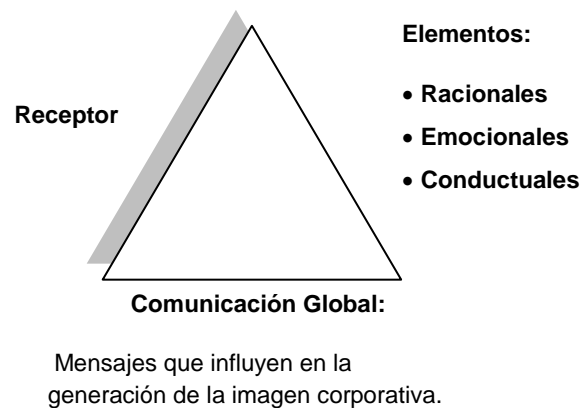 Elementos:
• Racionales
Receptor
• Emocionales
• Conductuales
Comunicación Global:
Mensajes que influyen en la
generación de la imagen corporativa.